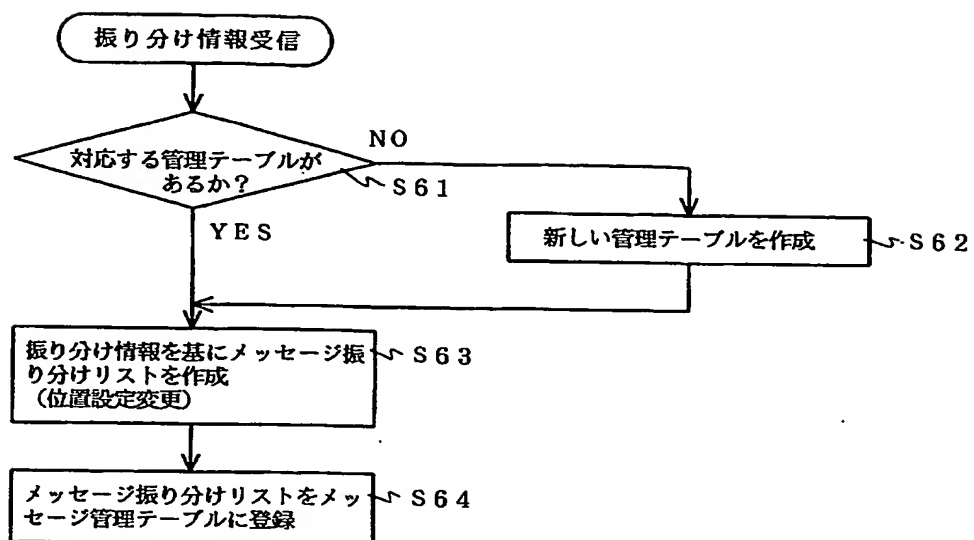 振り分け情報受信
対応する管理テーブルが
あるか?
NO
S61
YES
新しい管理テーブルを作成
S62
振り分け情報を基にメッセージ振
り分けリストを作成
(位置設定変更)
S63
メッセージ振り分けリストをメッ
セージ管理テーブルに登録
S64